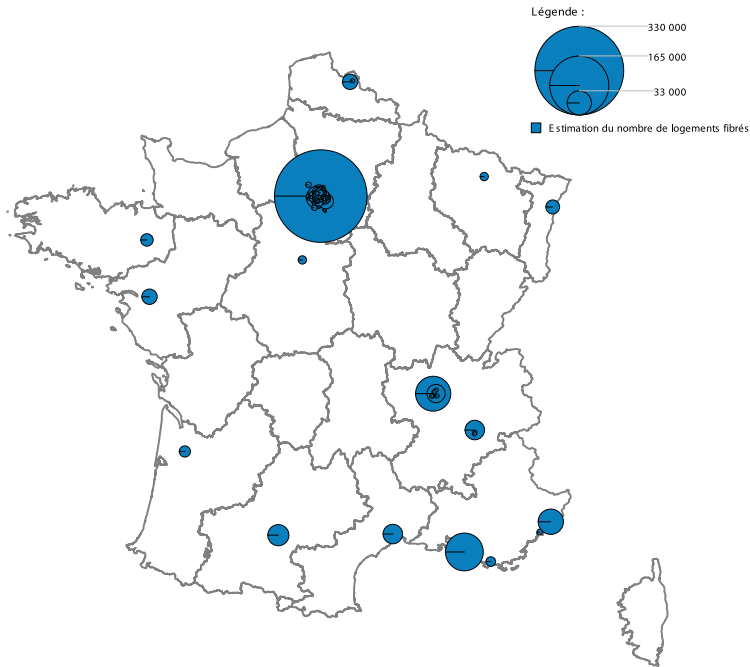 Légende :
330 000
165 000
33 000
Estimation du nombre de logements fibrés